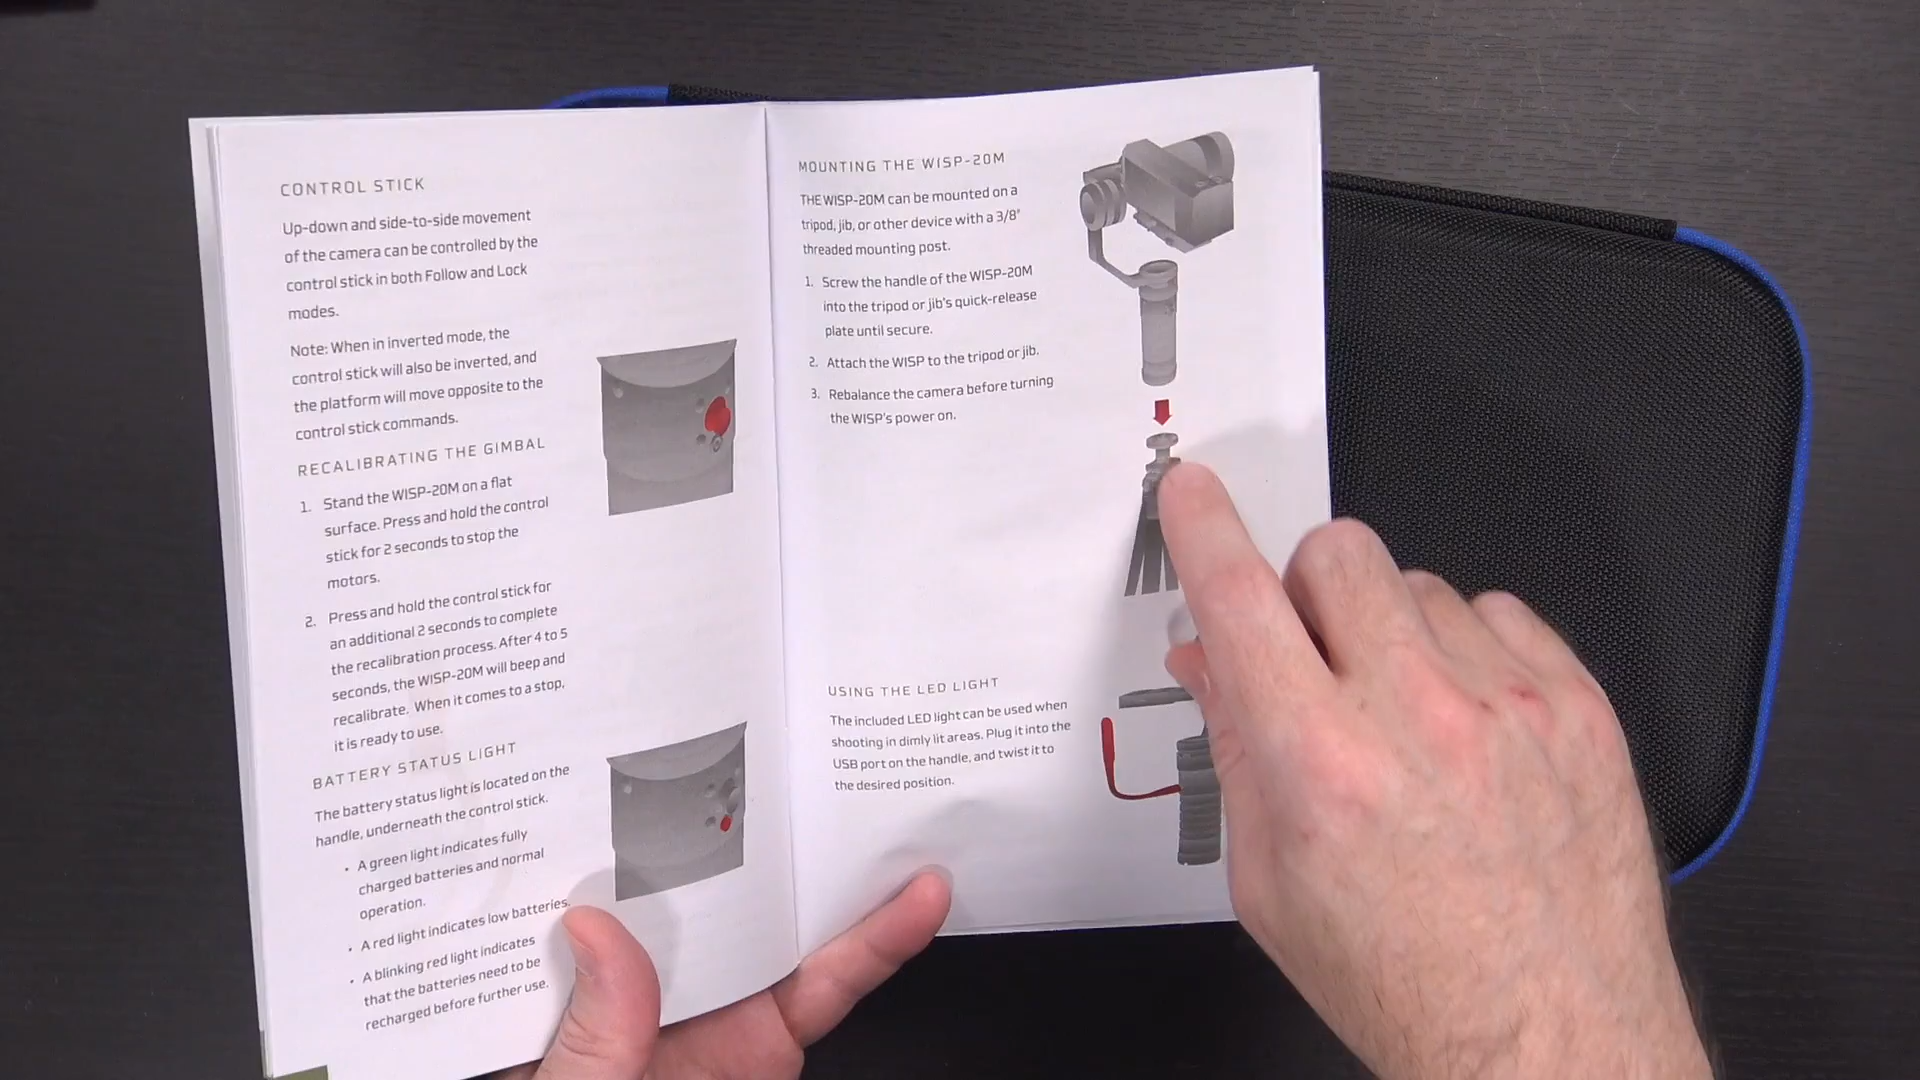 CONTROL STICK
Up-down and side-to-side movement
of the camera can be controlled by the
control stick in both Follow and Lock
modes.
Note: When in inverted mode, the
control stick will also be inverted, and
the platform will move opposite to the
control stick commands.
RECALIBRATING THE GIMBAL
1. Stand the WISP-20M on a flat
surface. Press and hold the control
stick for 2 seconds to stop the
motors.
2. Press and hold the control stick for
an additional 2 seconds to complete
the recalibration process. After 4 to 5
seconds, the WISP-20M will beep and
recalibrate. When it comes to a stop,
it is ready to use.
BATTERY STATUS LIGHT
The battery status light is located on the
handle, underneath the control stick.
• A green light indicates fully
charged batteries and normal
operation.
• A red light indicates low batteries.
• A blinking red light indicates
that the batteries need to be
recharged before further use.
MOUNTING THE WISP-20M
THE WISP-20M can be mounted on a
tripod, jib, or other device with a 3/8"
threaded mounting post.
1. Screw the handle of the WISP-20M
into the tripod or jib's quick-release
plate until secure.
2. Attach the WISP to the tripod or jib.
3. Rebalance the camera before turning
the WISP's power on.
USING THE LED LIGHT
The included LED light can be used when
shooting in dimly lit areas. Plug it into the
USB port on the handle, and twist it to
the desired position.